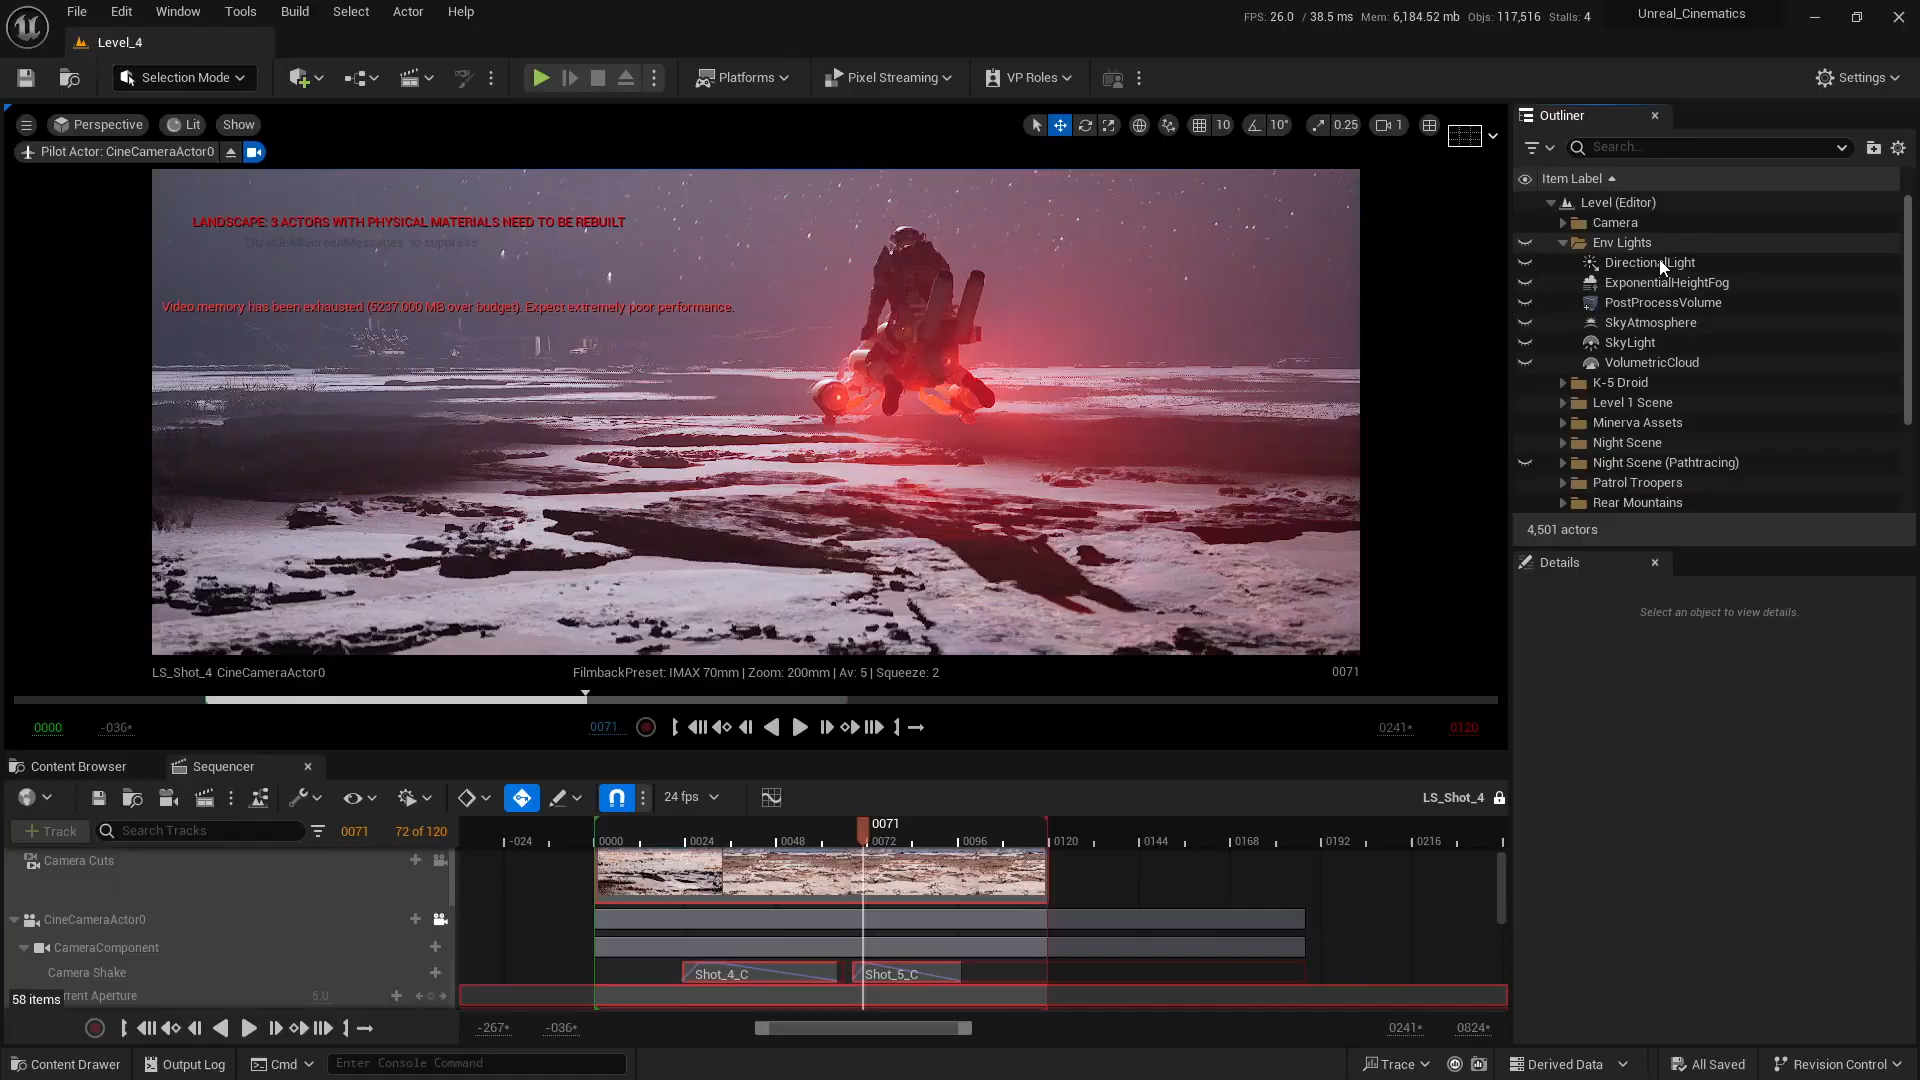 File Edit Window Tools Build Select Actor Help
FPS: 26.0 / 38.5 ms Mem: 6,184.52 mb Objs: 117,516 Stalls: 4
Unreal_Cinematics
Level_4
Selection Mode
Platforms
Pixel Streaming
VP Roles
Settings
Perspective
Lit
Show
10
10°
0.25
1
Pilot Actor: CineCameraActor0
LANDSCAPE: 3 ACTORS WITH PHYSICAL MATERIALS NEED TO BE REBUILT
'DisableAllScreenMessages' to suppress
Video memory has been exhausted (5237.000 MB over budget). Expect extremely poor performance.
LS_Shot_4 CineCameraActor0
FilmbackPreset: IMAX 70mm | Zoom: 200mm | Av: 5 | Squeeze: 2
0071
0000
-036*
0071
0241*
0120
Outliner
Search...
Item Label
Level (Editor)
Camera
Env Lights
DirectionalLight
ExponentialHeightFog
PostProcessVolume
SkyAtmosphere
SkyLight
VolumetricCloud
K-5 Droid
Level 1 Scene
Minerva Assets
Night Scene
Night Scene (Pathtracing)
Patrol Troopers
Rear Mountains
4,501 actors
Details
Select an object to view details.
Content Browser
Sequencer
24 fps
LS_Shot_4
Track
Search Tracks
0071
72 of 120
0071
-024 0000 0024 0048 0072 0096 0120 0144 0168 0192 0216
Camera Cuts
CineCameraActor0
CameraComponent
Camera Shake
Shot_4_C
Shot_5_C
58 items
rrent Aperture
5.0
-267*
-036*
0241*
0824*
Content Drawer
Output Log
Cmd
Enter Console Command
Trace
Derived Data
All Saved
Revision Control